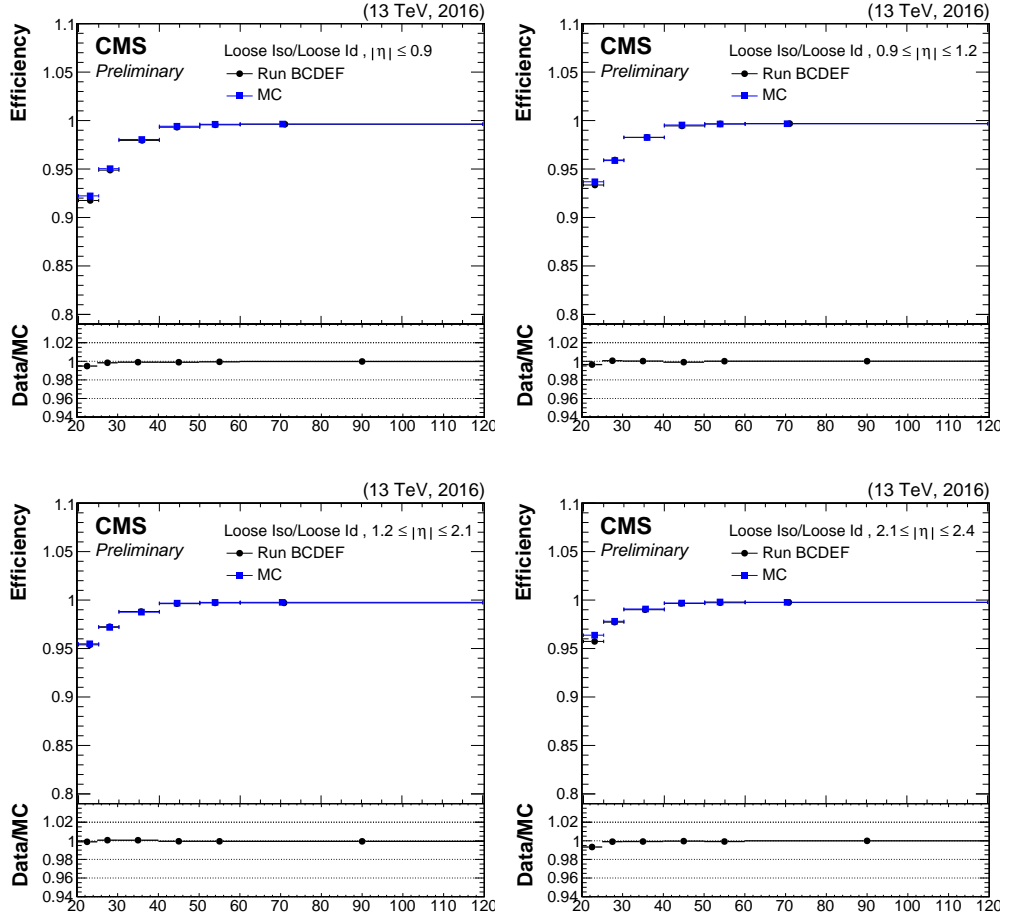 (13 TeV, 2016)
CMS
Preliminary
Loose Iso/Loose Id , |η| ≤ 0.9
Run BCDEF
MC
Efficiency
1.1
1.05
1
0.95
0.9
0.85
0.8
Data/MC
1.02
1
0.98
0.96
0.94
20 30 40 50 60 70 80 90 100 110 120
(13 TeV, 2016)
CMS
Preliminary
Loose Iso/Loose Id , 0.9 ≤ |η| ≤ 1.2
Run BCDEF
MC
Efficiency
1.1
1.05
1
0.95
0.9
0.85
0.8
Data/MC
1.02
1
0.98
0.96
0.94
20 30 40 50 60 70 80 90 100 110 120
(13 TeV, 2016)
CMS
Preliminary
Loose Iso/Loose Id , 1.2 ≤ |η| ≤ 2.1
Run BCDEF
MC
Efficiency
1.1
1.05
1
0.95
0.9
0.85
0.8
Data/MC
1.02
1
0.98
0.96
0.94
20 30 40 50 60 70 80 90 100 110 120
(13 TeV, 2016)
CMS
Preliminary
Loose Iso/Loose Id , 2.1 ≤ |η| ≤ 2.4
Run BCDEF
MC
Efficiency
1.1
1.05
1
0.95
0.9
0.85
0.8
Data/MC
1.02
1
0.98
0.96
0.94
20 30 40 50 60 70 80 90 100 110 120